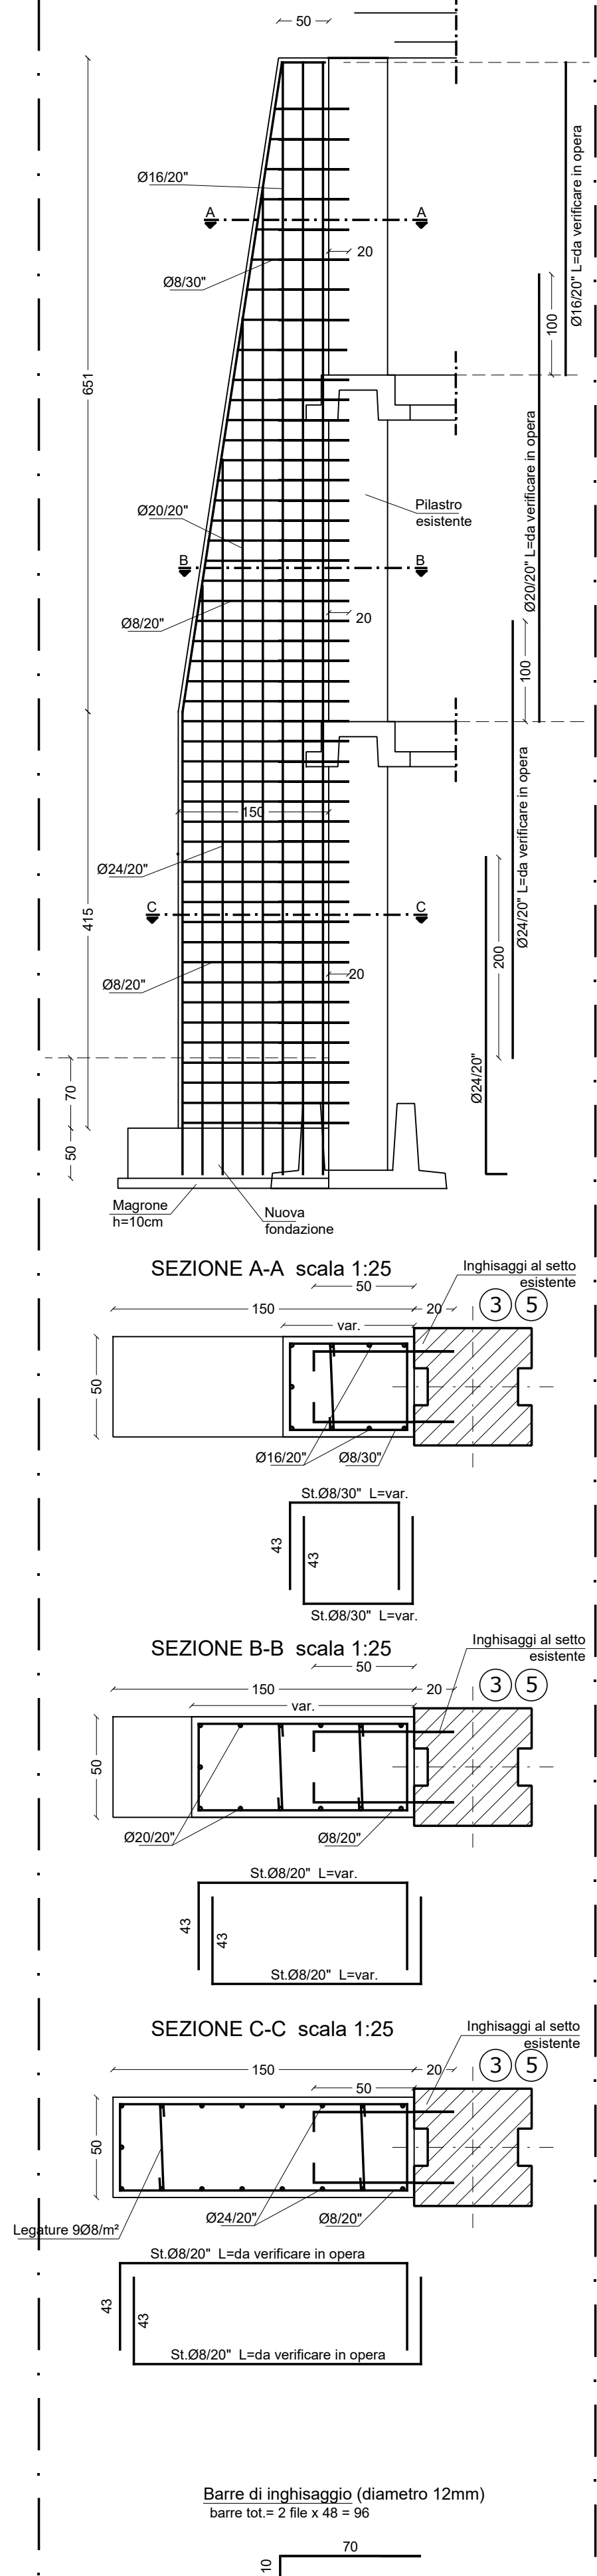 50
Ø16/20"
A
A
20
Ø8/30"
Ø16/20" L=da verificare in opera
100
651
Ø20/20"
Pilastro
esistente
Ø20/20" L=da verificare in opera
B
B
Ø8/20"
20
100
150
Ø24/20" L=da verificare in opera
Ø24/20"
C
C
415
200
Ø8/20"
20
Ø24/20"
70
50
Magrone
h=10cm
Nuova
fondazione
SEZIONE A-A scala 1:25
Inghisaggi al setto
esistente
50
150
20
3
5
var.
50
Ø16/20"
Ø8/30"
St.Ø8/30" L=var.
43
43
St.Ø8/30" L=var.
SEZIONE B-B scala 1:25
Inghisaggi al setto
esistente
50
150
20
3
5
var.
50
Ø20/20"
Ø8/20"
St.Ø8/20" L=var.
43
43
St.Ø8/20" L=var.
SEZIONE C-C scala 1:25
Inghisaggi al setto
esistente
150
20
3
5
50
50
Ø24/20"
Ø8/20"
Legature 9Ø8/m²
St.Ø8/20" L=da verificare in opera
43
43
St.Ø8/20" L=da verificare in opera
Barre di inghisaggio (diametro 12mm)
barre tot.= 2 file x 48 = 96
70
10